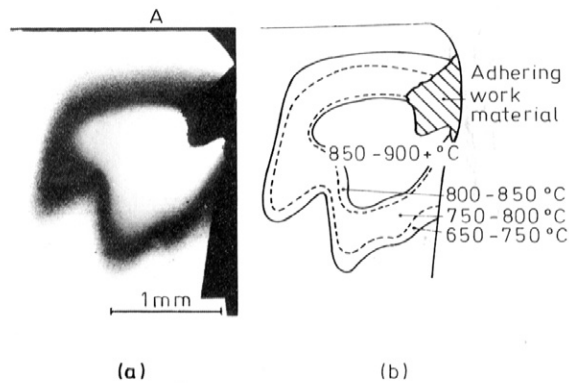 A
Adhering
work
material
850-900+°C
800-850 °C
750-800°C
650-750°C
1mm
(a)
(b)